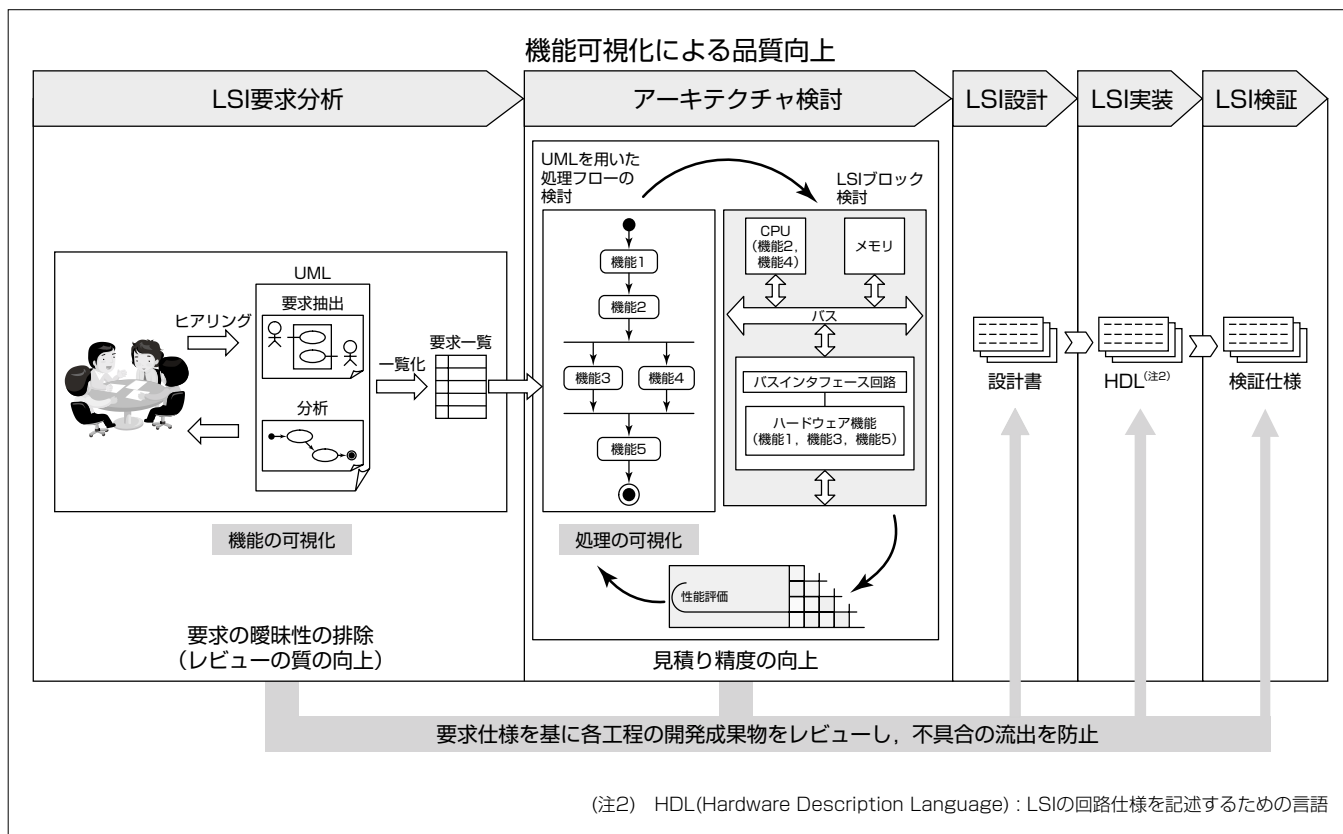 機能可視化による品質向上
LSI要求分析
アーキテクチャ検討
LSI設計
LSI実装
LSI検証
ヒアリング
UML
要求抽出
分析
一覧化
要求一覧
機能の可視化
要求の曖昧性の排除
（レビューの質の向上）
UMLを用いた
処理フローの
検討
機能1
機能2
機能3
機能4
機能5
処理の可視化
LSIブロック
検討
CPU
（機能2，
機能4）
メモリ
バス
バスインタフェース回路
ハードウェア機能
（機能1，機能3，機能5）
性能評価
見積り精度の向上
設計書
HDL(注2)
検証仕様
要求仕様を基に各工程の開発成果物をレビューし，不具合の流出を防止
(注2) HDL(Hardware Description Language)：LSIの回路仕様を記述するための言語